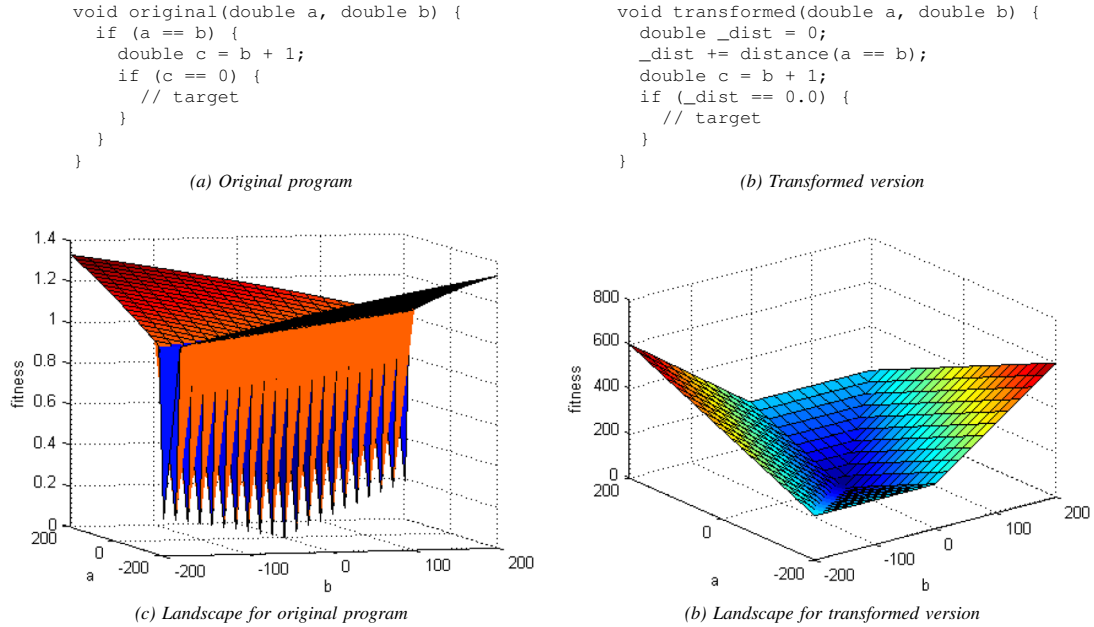 void original(double a, double b) {
if (a == b) {
double c = b + 1;
if (c == 0) {
// target
}
}
}
(a) Original program
void transformed(double a, double b) {
double _dist = 0;
_dist += distance(a == b);
double c = b + 1;
if (_dist == 0.0) {
// target
}
}
(b) Transformed version
1.4
1.2
1
0.8
0.6
0.4
0.2
0
fitness
200
0
-200
a
-200
-100
0
100
200
b
(c) Landscape for original program
800
600
400
200
0
fitness
200
0
-200
a
-200
-100
0
100
200
b
(b) Landscape for transformed version